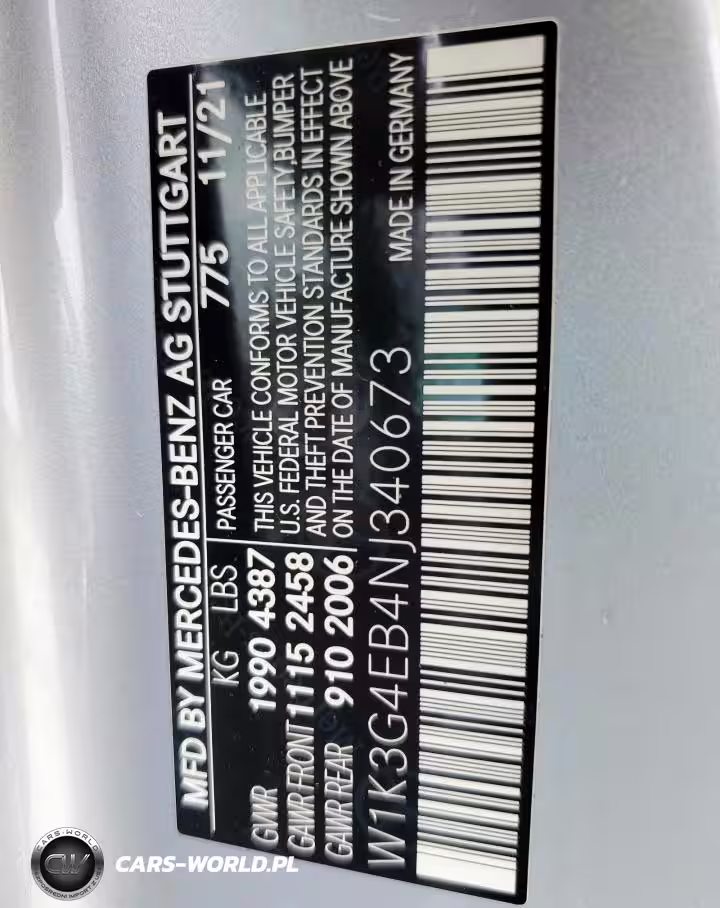 MFD BY MERCEDES-BENZ AG STUTTGART
KG LBS PASSENGER CAR 775 11/21
GVWR 1990 4387 THIS VEHICLE CONFORMS TO ALL APPLICABLE
U.S. FEDERAL MOTOR VEHICLE SAFETY,BUMPER
GAWR FRONT 1115 2458 AND THEFT PREVENTION STANDARDS IN EFFECT
GAWR REAR 910 2006 ON THE DATE OF MANUFACTURE SHOWN ABOVE
W1K3G4EB4NJ340673 MADE IN GERMANY
CARS-WORLD
CW
CARS-WORLD.PL